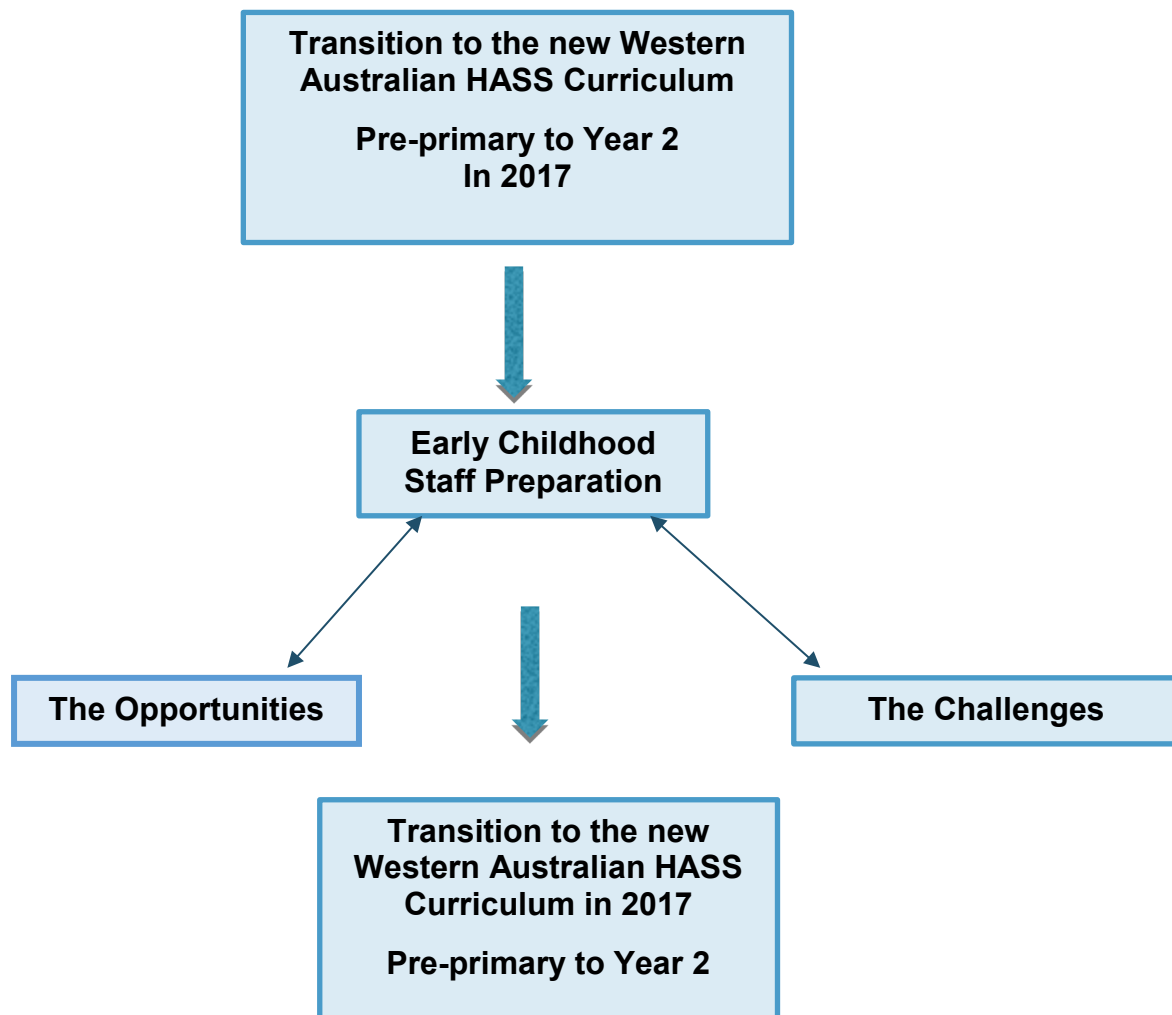 Transition to the new Western
Australian HASS Curriculum
Pre-primary to Year 2
In 2017
Early Childhood
Staff Preparation
The Opportunities
The Challenges
Transition to the new
Western Australian HASS
Curriculum in 2017
Pre-primary to Year 2